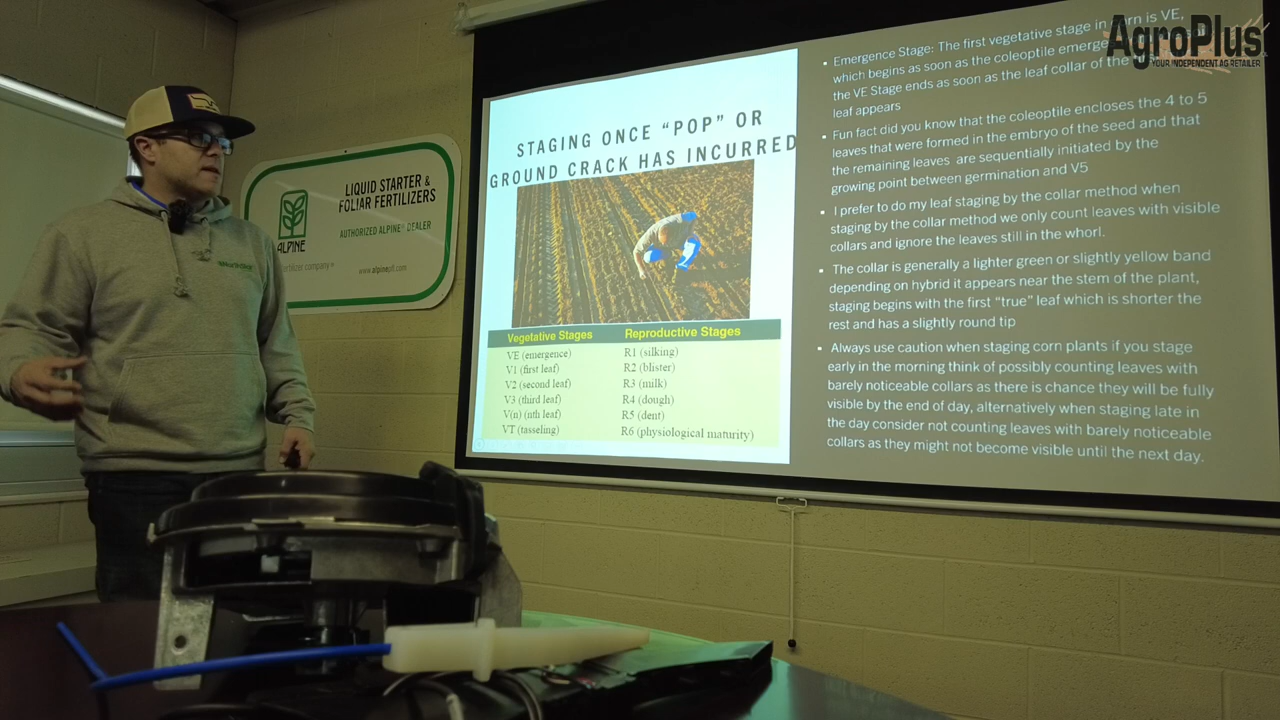 AgroPlus
YOUR INDEPENDENT AG RETAILER
LIQUID STARTER &
FOLIAR FERTILIZERS
AUTHORIZED ALPINE® DEALER
ALPINE
fertilizer company
www.alpinepfl.com
STAGING ONCE "POP" OR
GROUND CRACK HAS INCURRED
Vegetative Stages Reproductive Stages
VE (emergence) R1 (silking)
V1 (first leaf) R2 (blister)
V2 (second leaf) R3 (milk)
V3 (third leaf) R4 (dough)
V(n) (nth leaf) R5 (dent)
VT (tasseling) R6 (physiological maturity)
• Emergence Stage: The first vegetative stage in corn is VE,
which begins as soon as the coleoptile
the VE Stage ends as soon as the leaf collar of the
leaf appears
• Fun fact did you know that the coleoptile encloses the 4 to 5
leaves that were formed in the embryo of the seed and that
the remaining leaves are sequentially initiated by the
growing point between germination and V5
• I prefer to do my leaf staging by the collar method when
staging by the collar method we only count leaves with visible
collars and ignore the leaves still in the whorl.
• The collar is generally a lighter green or slightly yellow band
depending on hybrid it appears near the stem of the plant,
staging begins with the first "true" leaf which is shorter the
rest and has a slightly round tip
• Always use caution when staging corn plants if you stage
early in the morning think of possibly counting leaves with
barely noticeable collars as there is chance they will be fully
visible by the end of day, alternatively when staging late in
the day consider not counting leaves with barely noticeable
collars as they might not become visible until the next day.